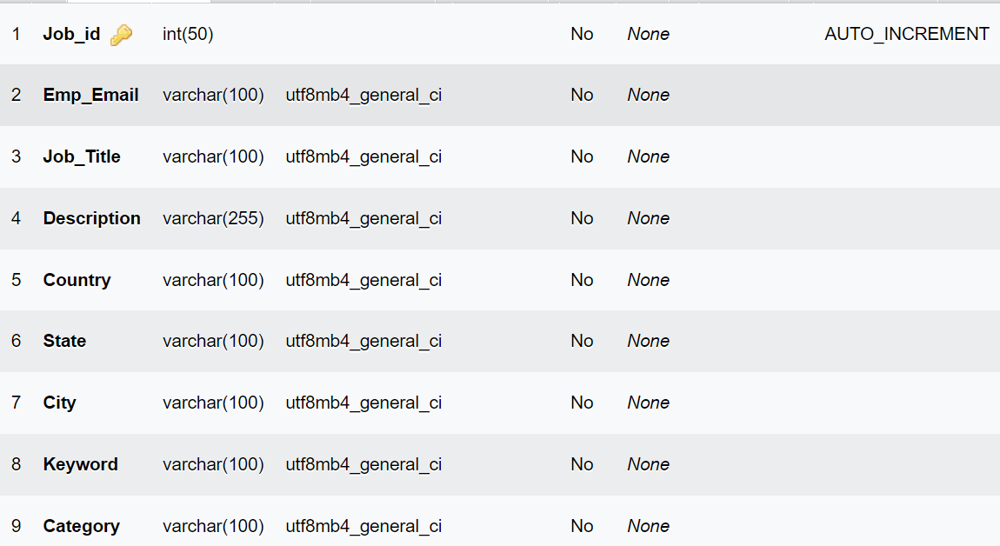 1 Job_id int(50) No None AUTO_INCREMENT
2 Emp_Email varchar(100) utf8mb4_general_ci No None
3 Job_Title varchar(100) utf8mb4_general_ci No None
4 Description varchar(255) utf8mb4_general_ci No None
5 Country varchar(100) utf8mb4_general_ci No None
6 State varchar(100) utf8mb4_general_ci No None
7 City varchar(100) utf8mb4_general_ci No None
8 Keyword varchar(100) utf8mb4_general_ci No None
9 Category varchar(100) utf8mb4_general_ci No None